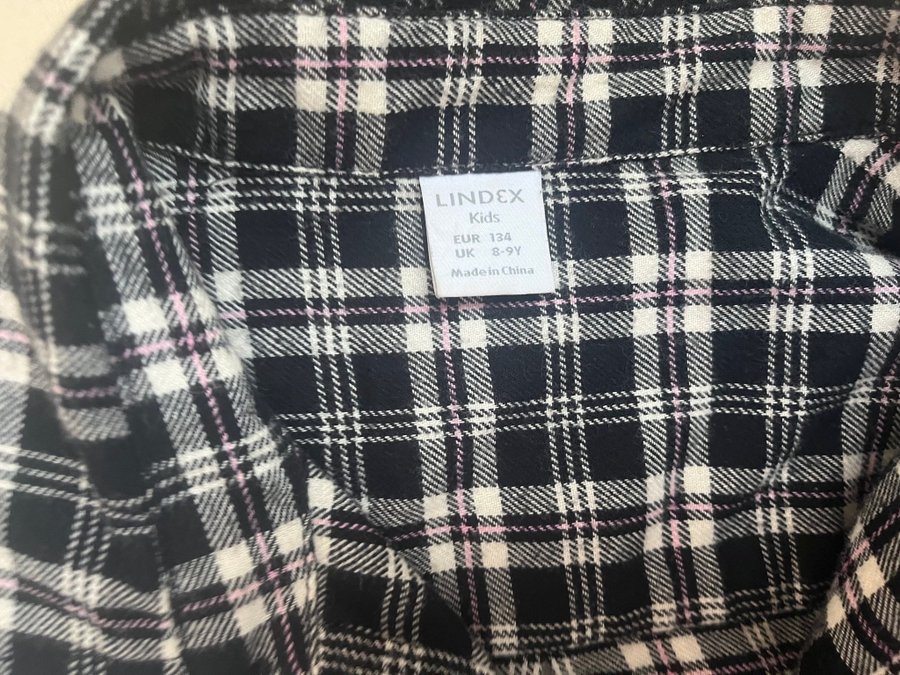 LINDEX
Kids
EUR 134
UK 8-9Y
Made in China